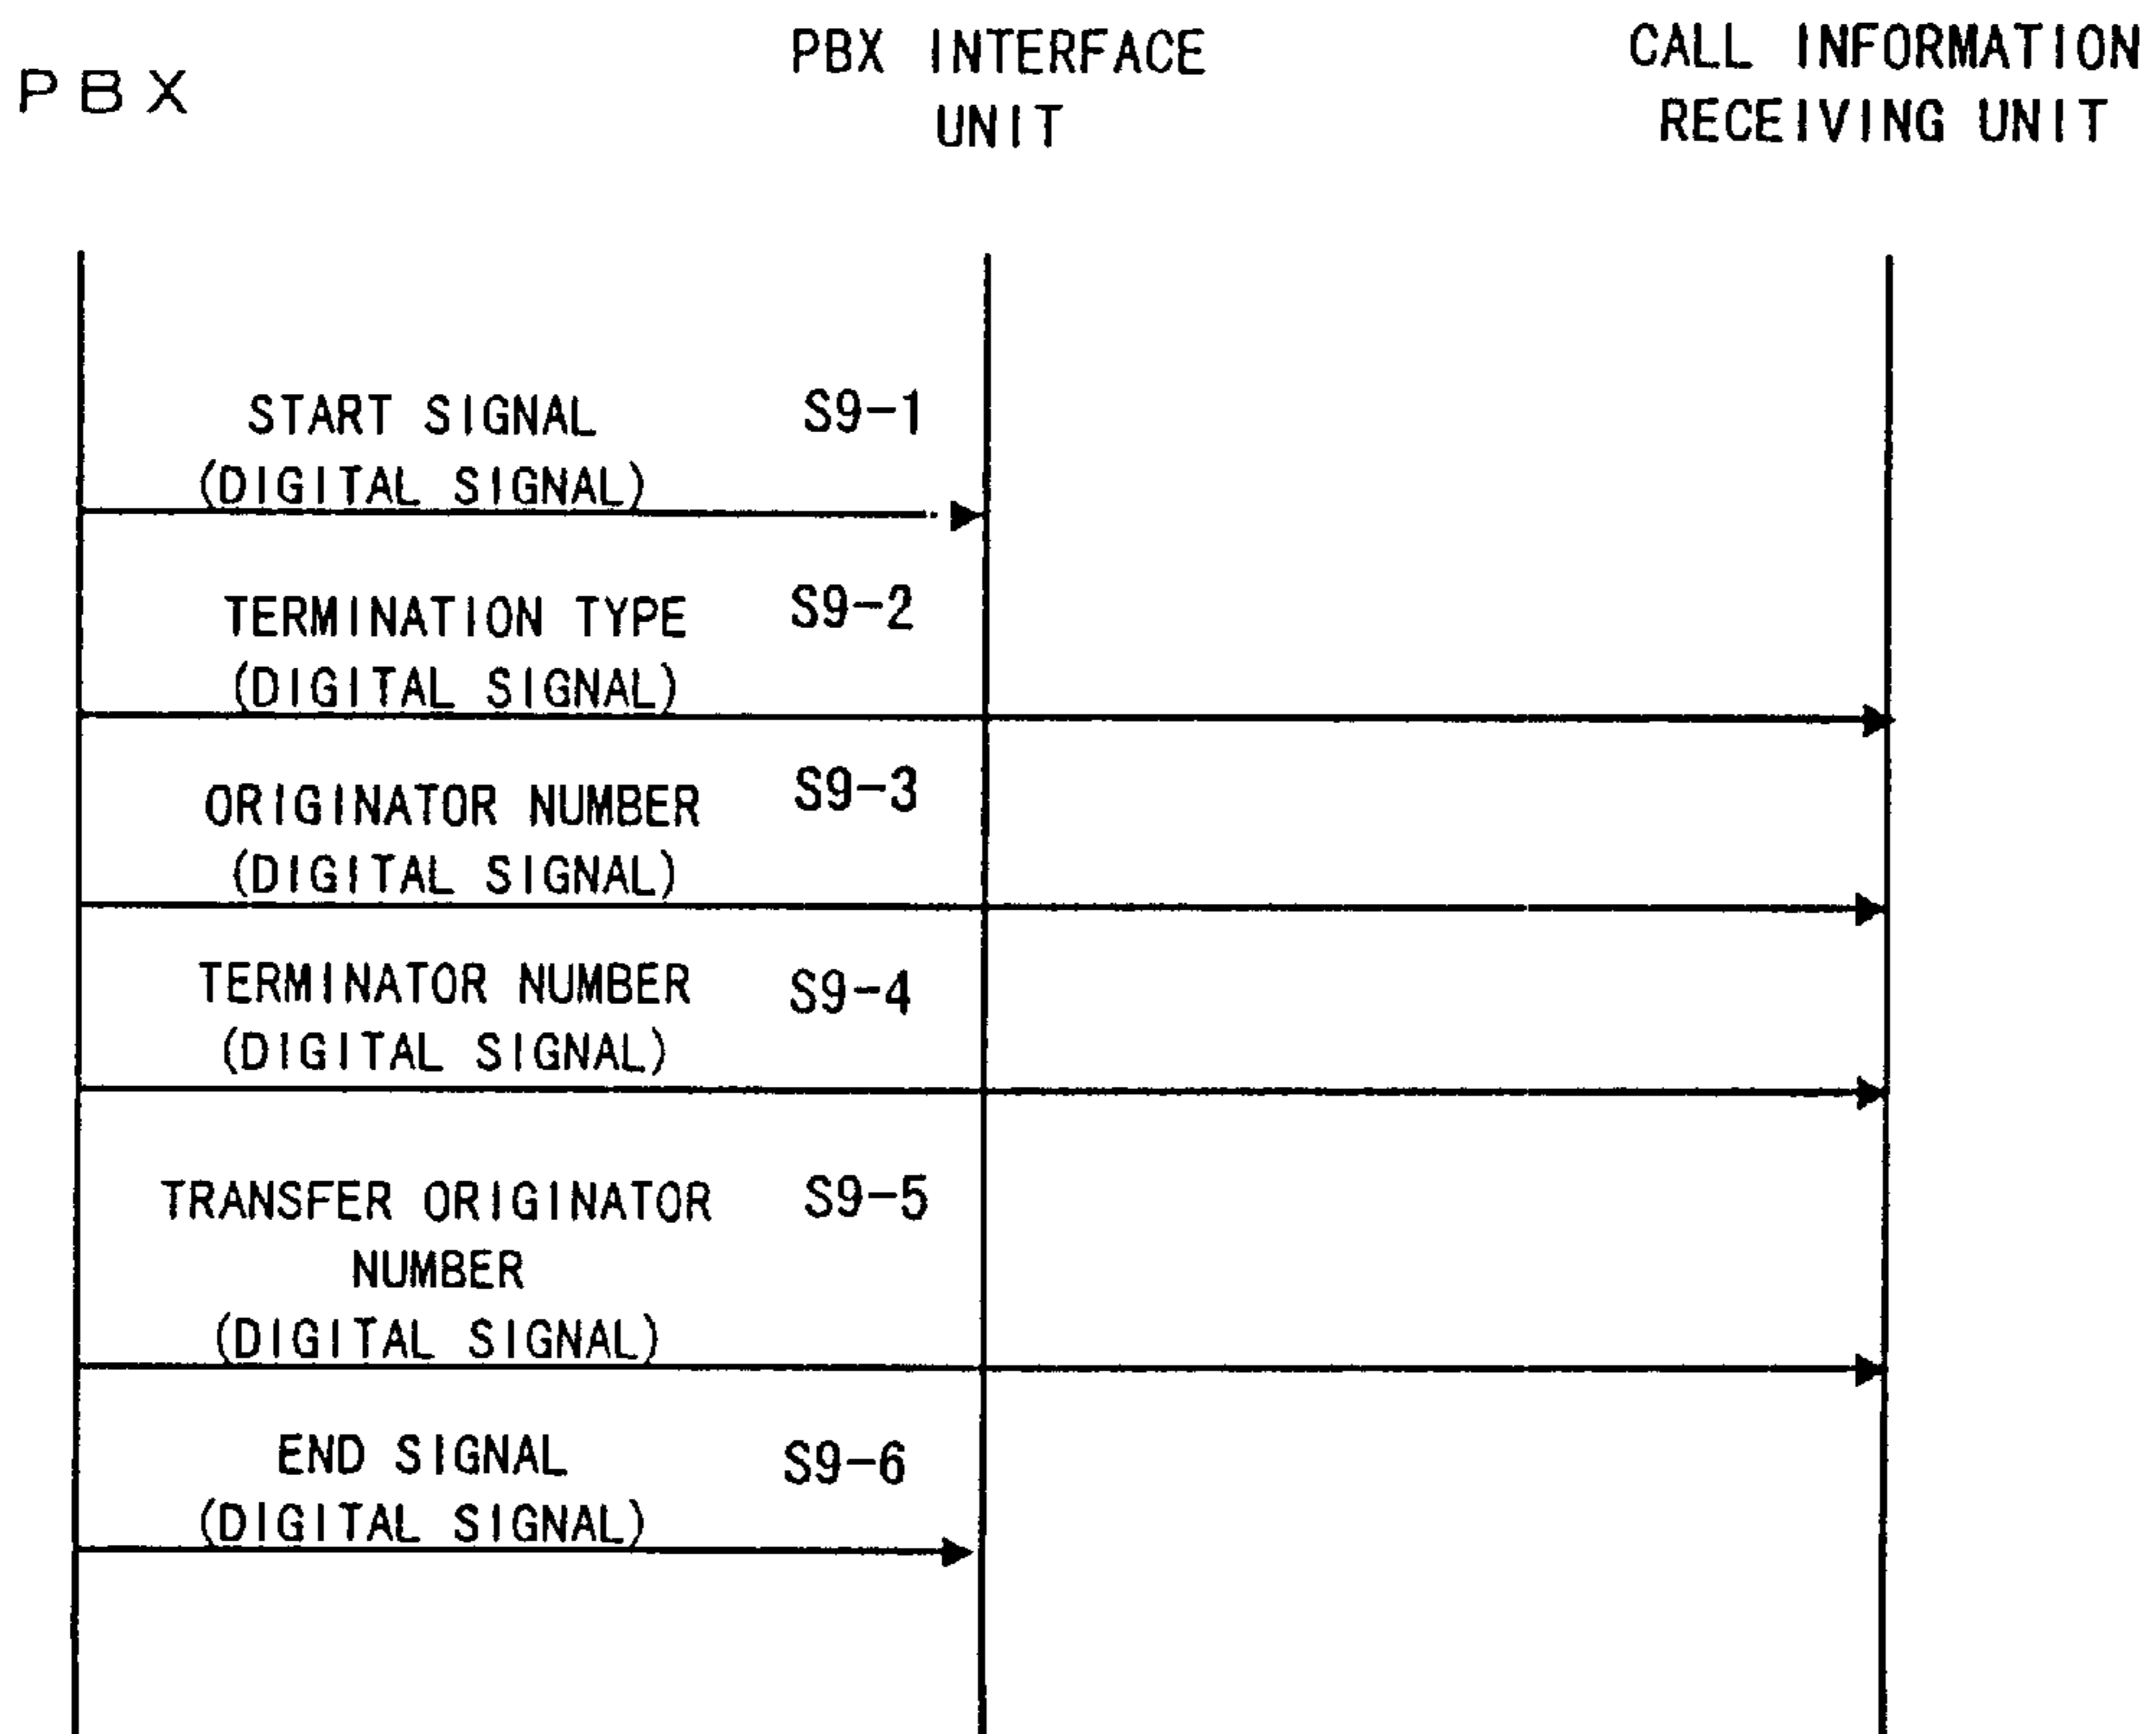 PBX
PBX INTERFACE
UNIT
CALL INFORMATION
RECEIVING UNIT
START SIGNAL
(DIGITAL SIGNAL)
S9-1
TERMINATION TYPE
(DIGITAL SIGNAL)
S9-2
ORIGINATOR NUMBER
(DIGITAL SIGNAL)
S9-3
TERMINATOR NUMBER
(DIGITAL SIGNAL)
S9-4
TRANSFER ORIGINATOR
NUMBER
(DIGITAL SIGNAL)
S9-5
END SIGNAL
(DIGITAL SIGNAL)
S9-6